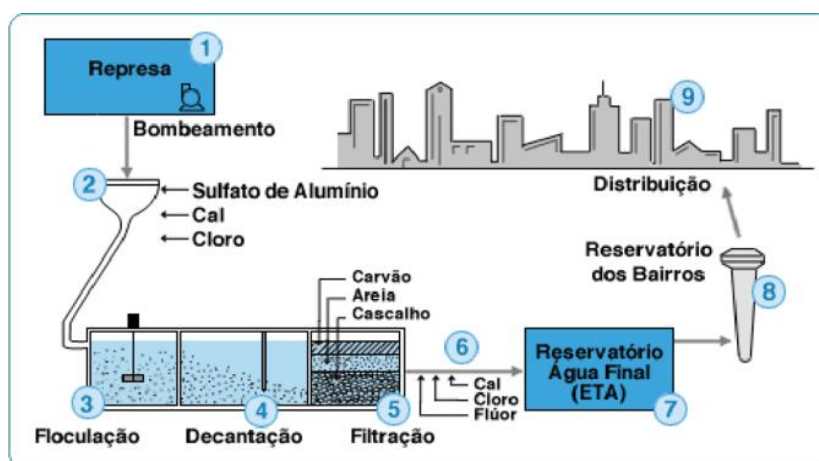 1
Represa
Bombeamento
2
Sulfato de Alumínio
Cal
Cloro
Carvão
Areia
Cascalho
3
Floculação
4
Decantação
5
Filtração
6
Cal
Cloro
Flúor
Reservatório
Água Final
(ETA)
7
Reservatório
dos Bairros
8
Distribuição
9